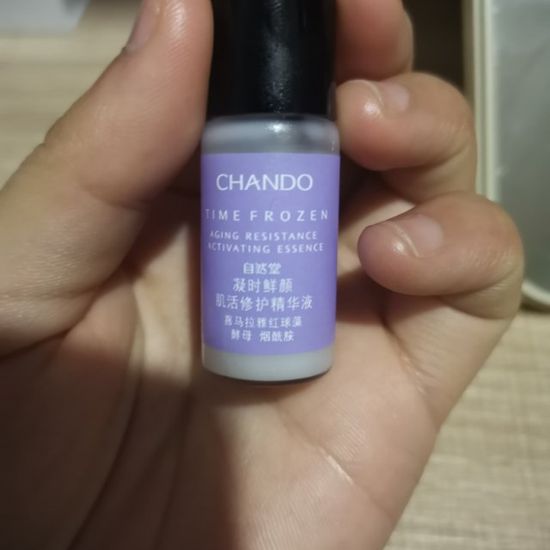 CHANDO
TIME FROZEN
AGING RESISTANCE
ACTIVATING ESSENCE
自然堂
凝时鲜颜
肌活修护精华液
喜马拉雅红球藻
酵母 烟酰胺